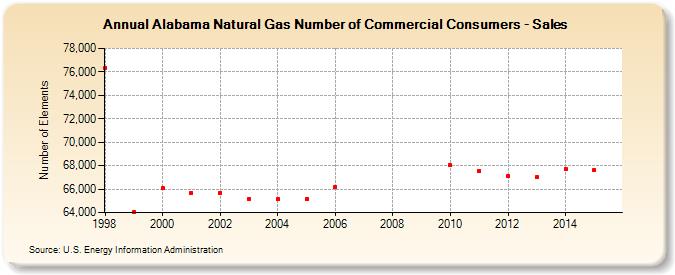 Annual Alabama Natural Gas Number of Commercial Consumers - Sales
Number of Elements
78,000
76,000
74,000
72,000
70,000
68,000
66,000
64,000
1998 2000 2002 2004 2006 2008 2010 2012 2014
Source: U.S. Energy Information Administration